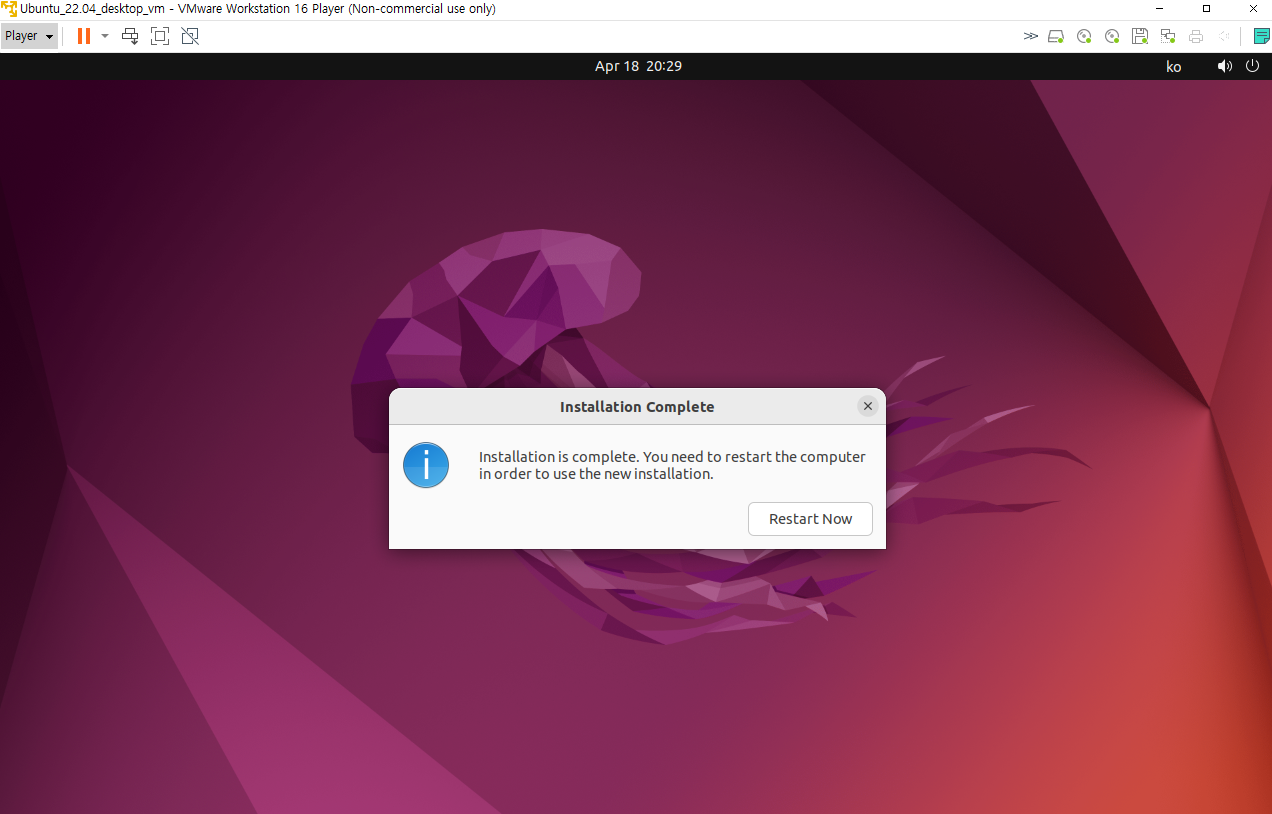 Ubuntu_22.04_desktop_vm - VMware Workstation 16 Player (Non-commercial use only)
Player
Apr 18 20:29
ko
Installation Complete
Installation is complete. You need to restart the computer
in order to use the new installation.
Restart Now